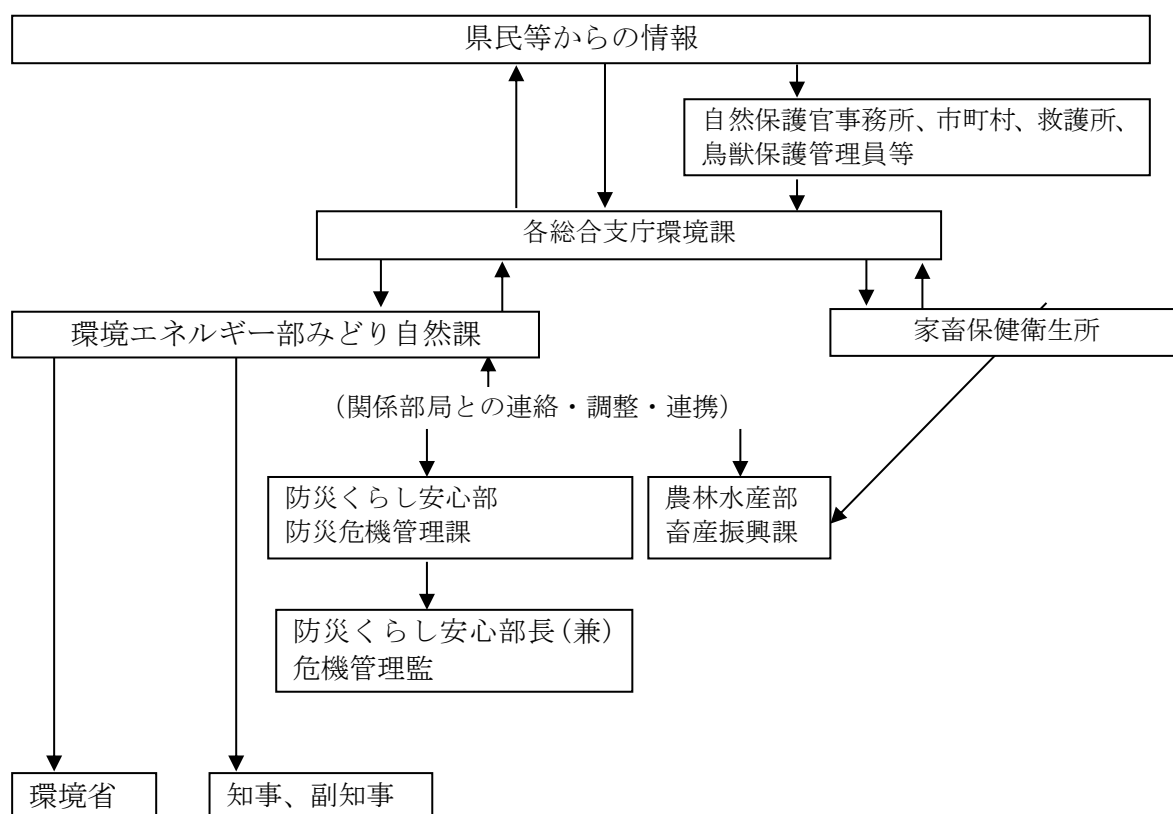 県民等からの情報
自然保護官事務所、市町村、救護所、
鳥獣保護管理員等
各総合支庁環境課
環境エネルギー部みどり自然課
家畜保健衛生所
（関係部局との連絡・調整・連携）
防災くらし安心部
防災危機管理課
農林水産部
畜産振興課
防災くらし安心部長(兼)
危機管理監
環境省
知事、副知事